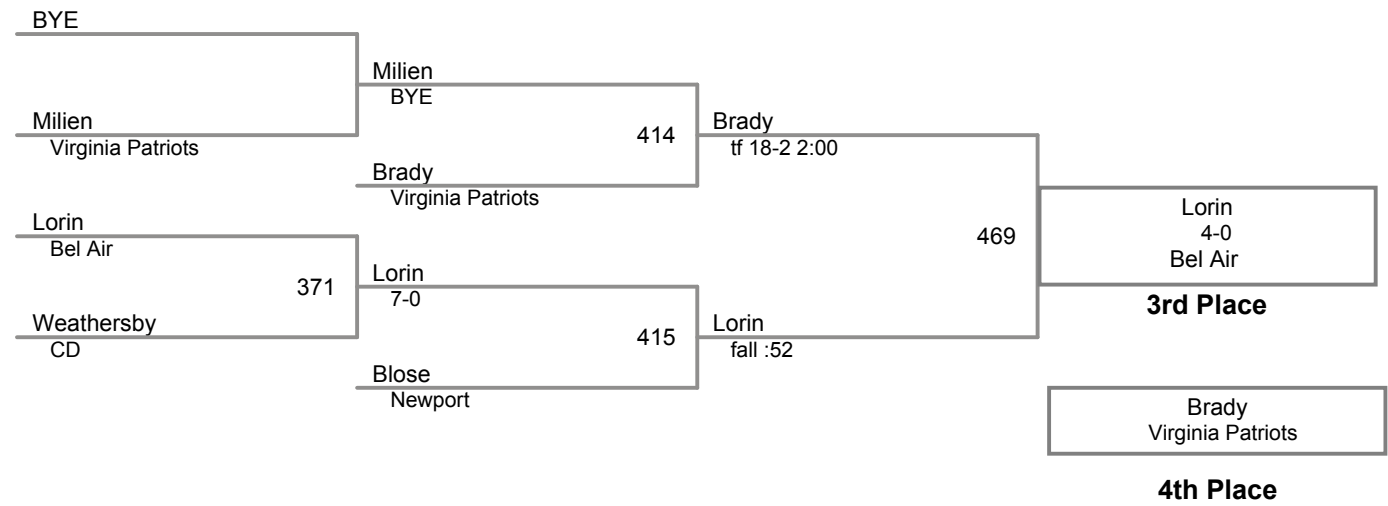 BYE
Milien
BYE
Milien
Virginia Patriots
414
Brady
tf 18-2 2:00
Brady
Virginia Patriots
Lorin
Bel Air
469
Lorin
4-0
Bel Air
371
Lorin
7-0
3rd Place
Weathersby
CD
415
Lorin
fall :52
Blose
Newport
Brady
Virginia Patriots
4th Place